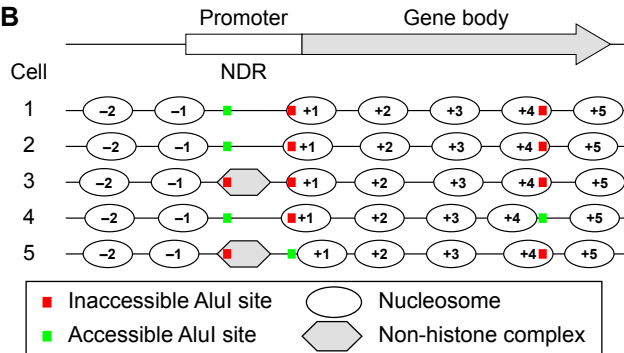 B
Promoter Gene body
Cell NDR
1 –2 –1 +1 +2 +3 +4 +5
2 –2 –1 +1 +2 +3 +4 +5
3 –2 –1 +1 +2 +3 +4 +5
4 –2 –1 +1 +2 +3 +4 +5
5 –2 –1 +1 +2 +3 +4 +5
Inaccessible AluI site Nucleosome
Accessible AluI site Non-histone complex